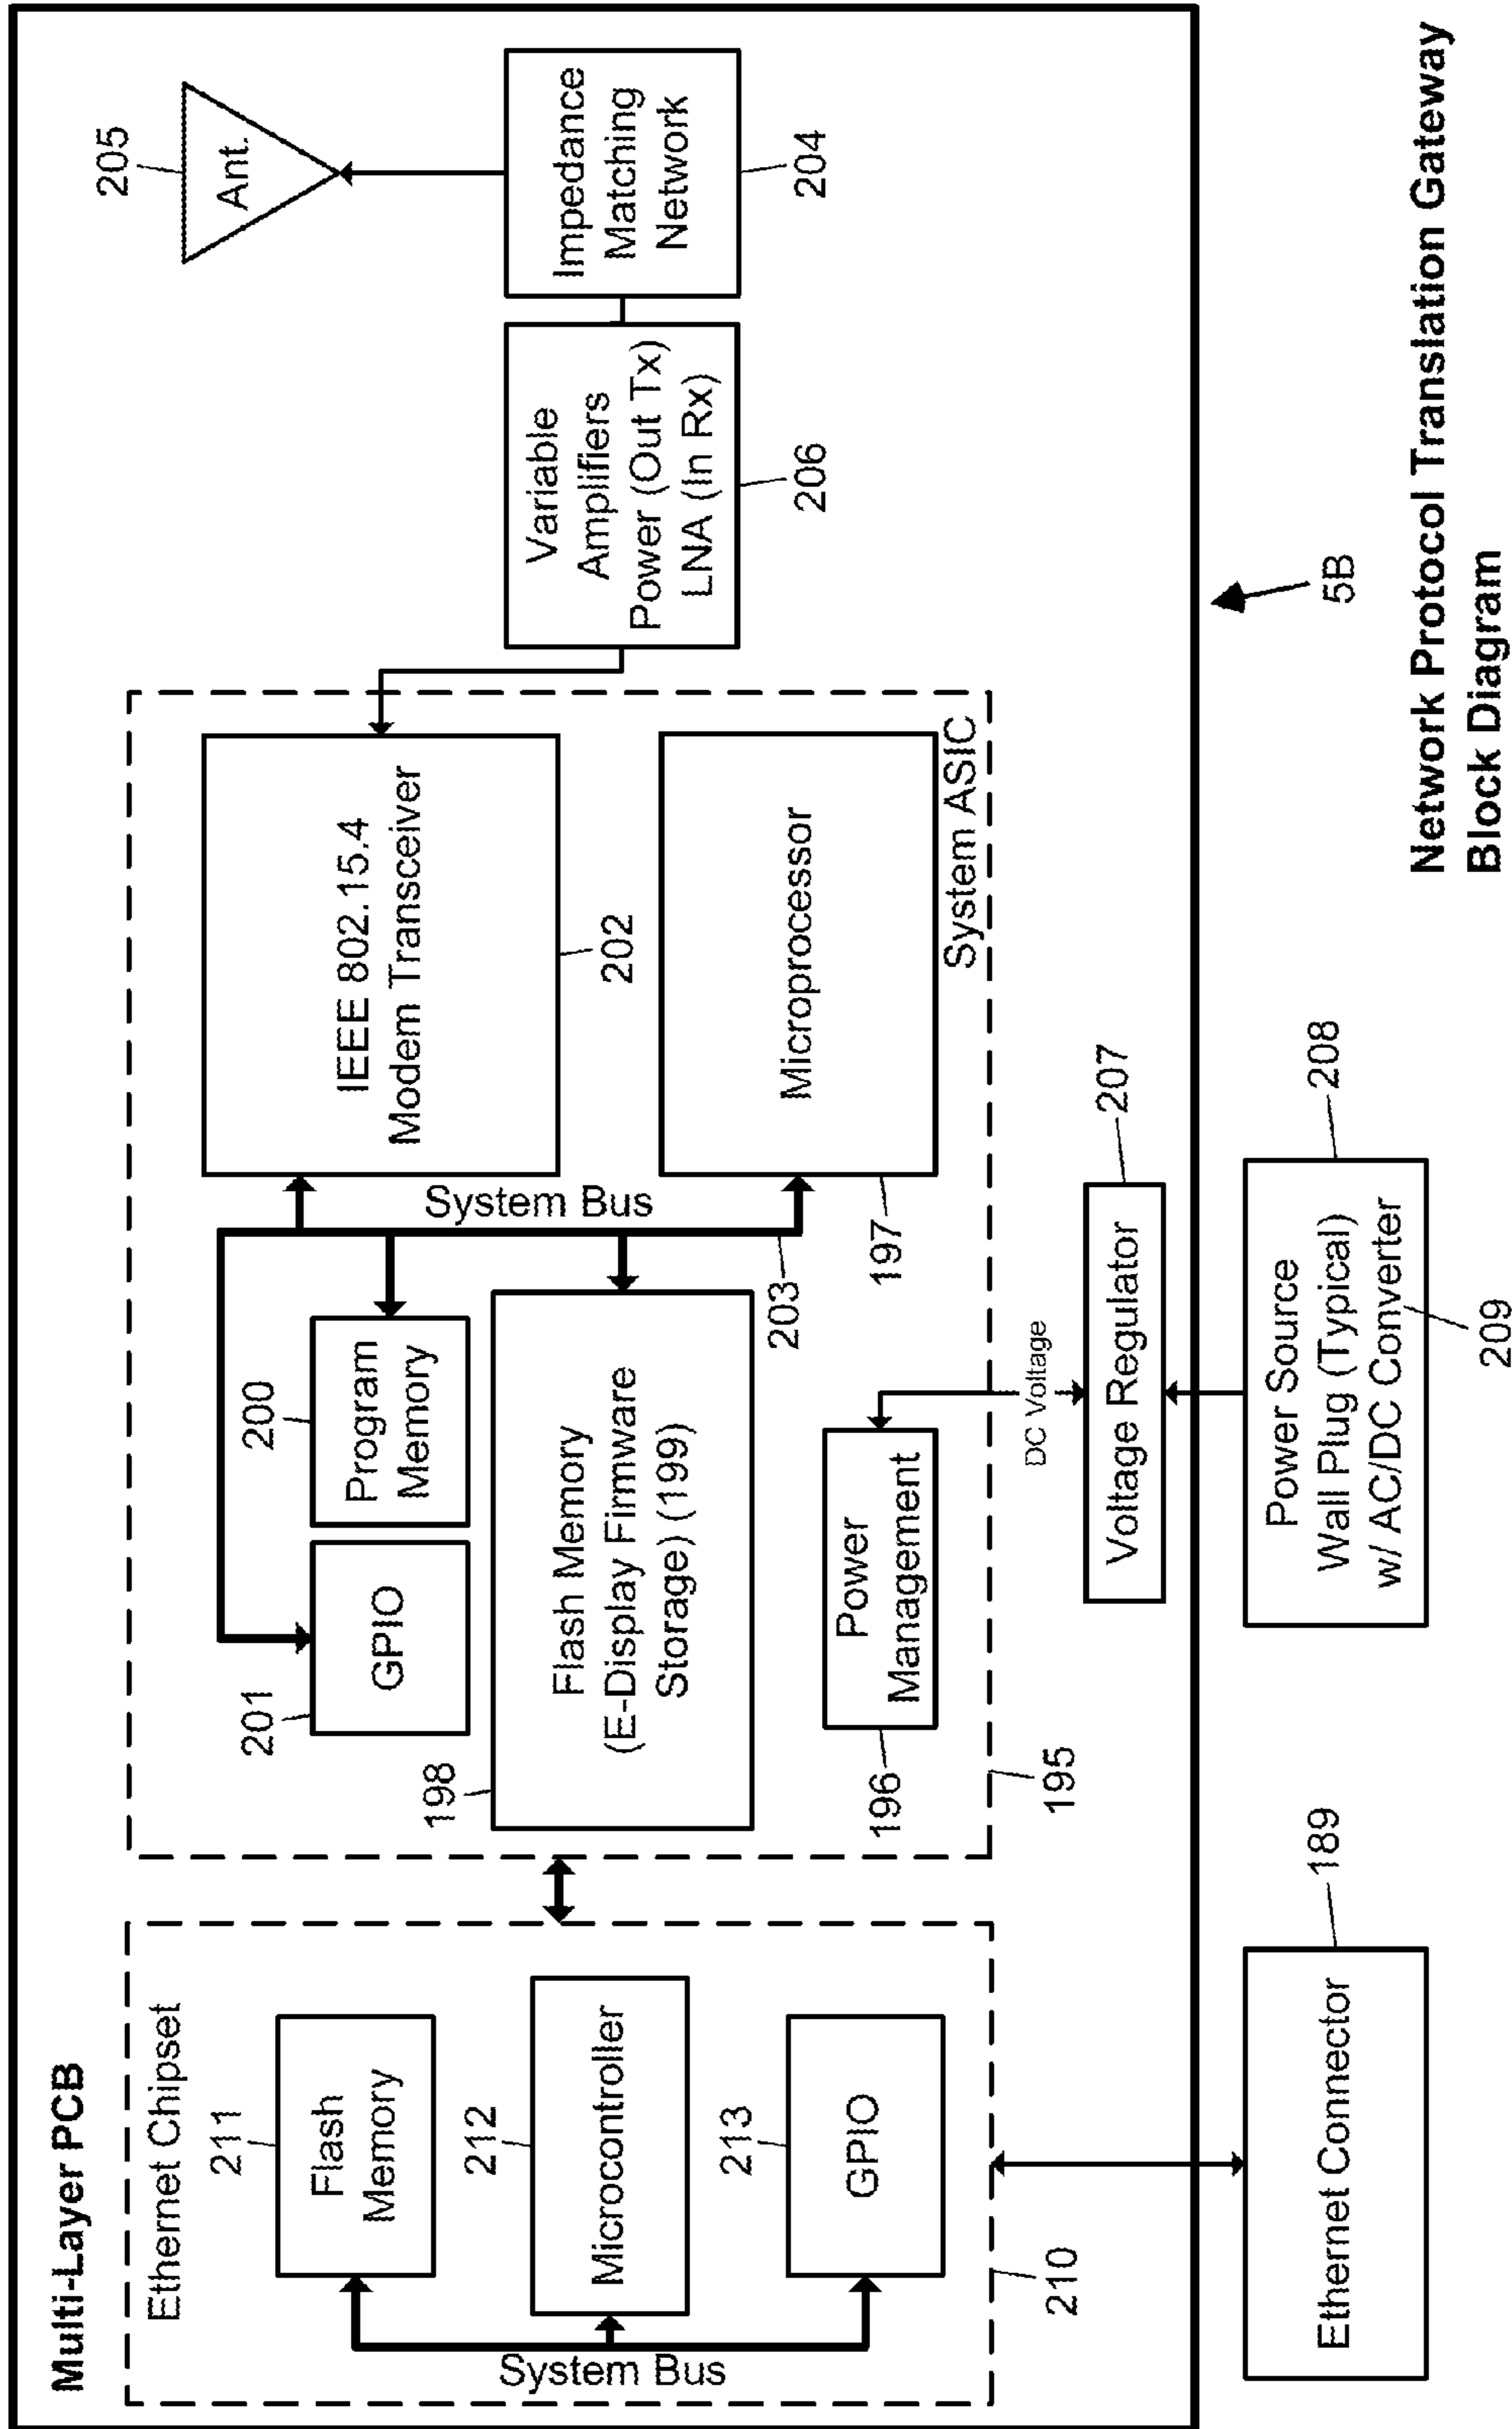 Multi-Layer PCB
Ethernet Chipset
211
Flash
Memory
212
Microcontroller
213
GPIO
System Bus
210
Ethernet Connector
189
201
GPIO
200
Program
Memory
198
Flash Memory
(E-Display Firmware
Storage) (199)
System Bus
203
IEEE 802.15.4
Modem Transceiver
202
Microprocessor
197
System ASIC
196
Power
Management
195
DC Voltage
Voltage Regulator
207
Power Source
Wall Plug (Typical)
w/ AC/DC Converter
208
209
205
Ant.
Variable
Amplifiers
Power (Out Tx)
LNA (In Rx)
206
Impedance
Matching
Network
204
5B
Network Protocol Translation Gateway
Block Diagram